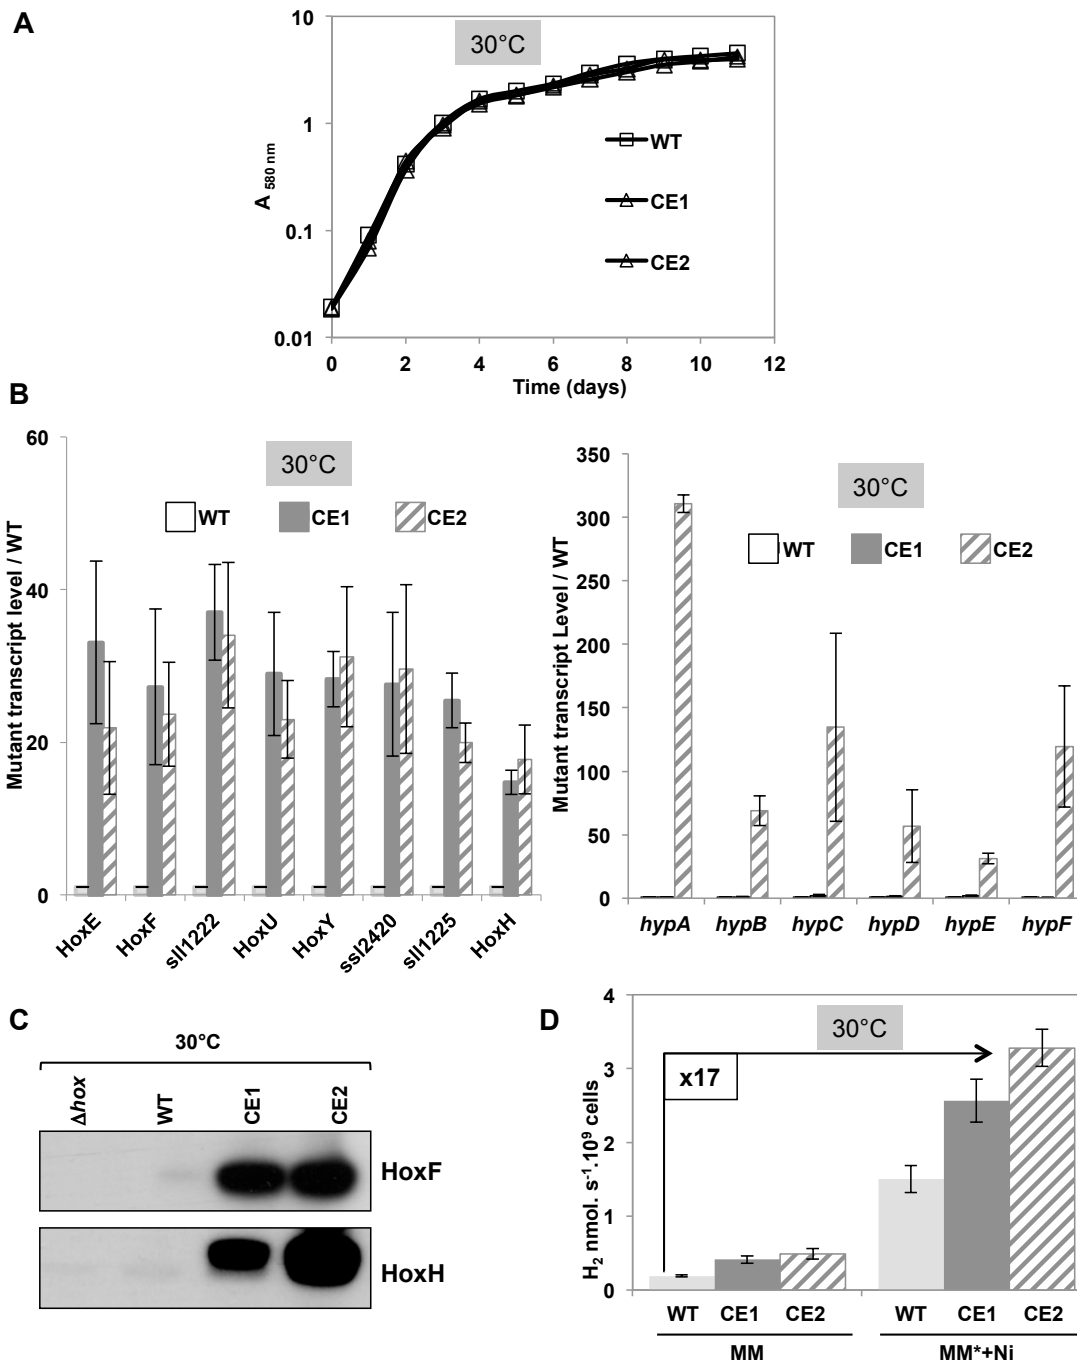 A
30°C
10
1
0.1
0.01
A 580 nm
WT
CE1
CE2
0 2 4 6 8 10 12
Time (days)
B
30°C
WT CE1 CE2
60
40
20
0
Mutant transcript level / WT
HoxE HoxF sll1222 HoxU HoxY ssl2420 sll1225 HoxH
30°C
WT CE1 CE2
350
300
250
200
150
100
50
0
Mutant transcript Level / WT
hypA hypB hypC hypD hypE hypF
C
30°C
Δhox WT CE1 CE2
HoxF
HoxH
D
30°C
x17
4
3
2
1
0
H₂ nmol. s⁻¹.10⁹ cells
WT CE1 CE2 WT CE1 CE2
MM MM*+Ni